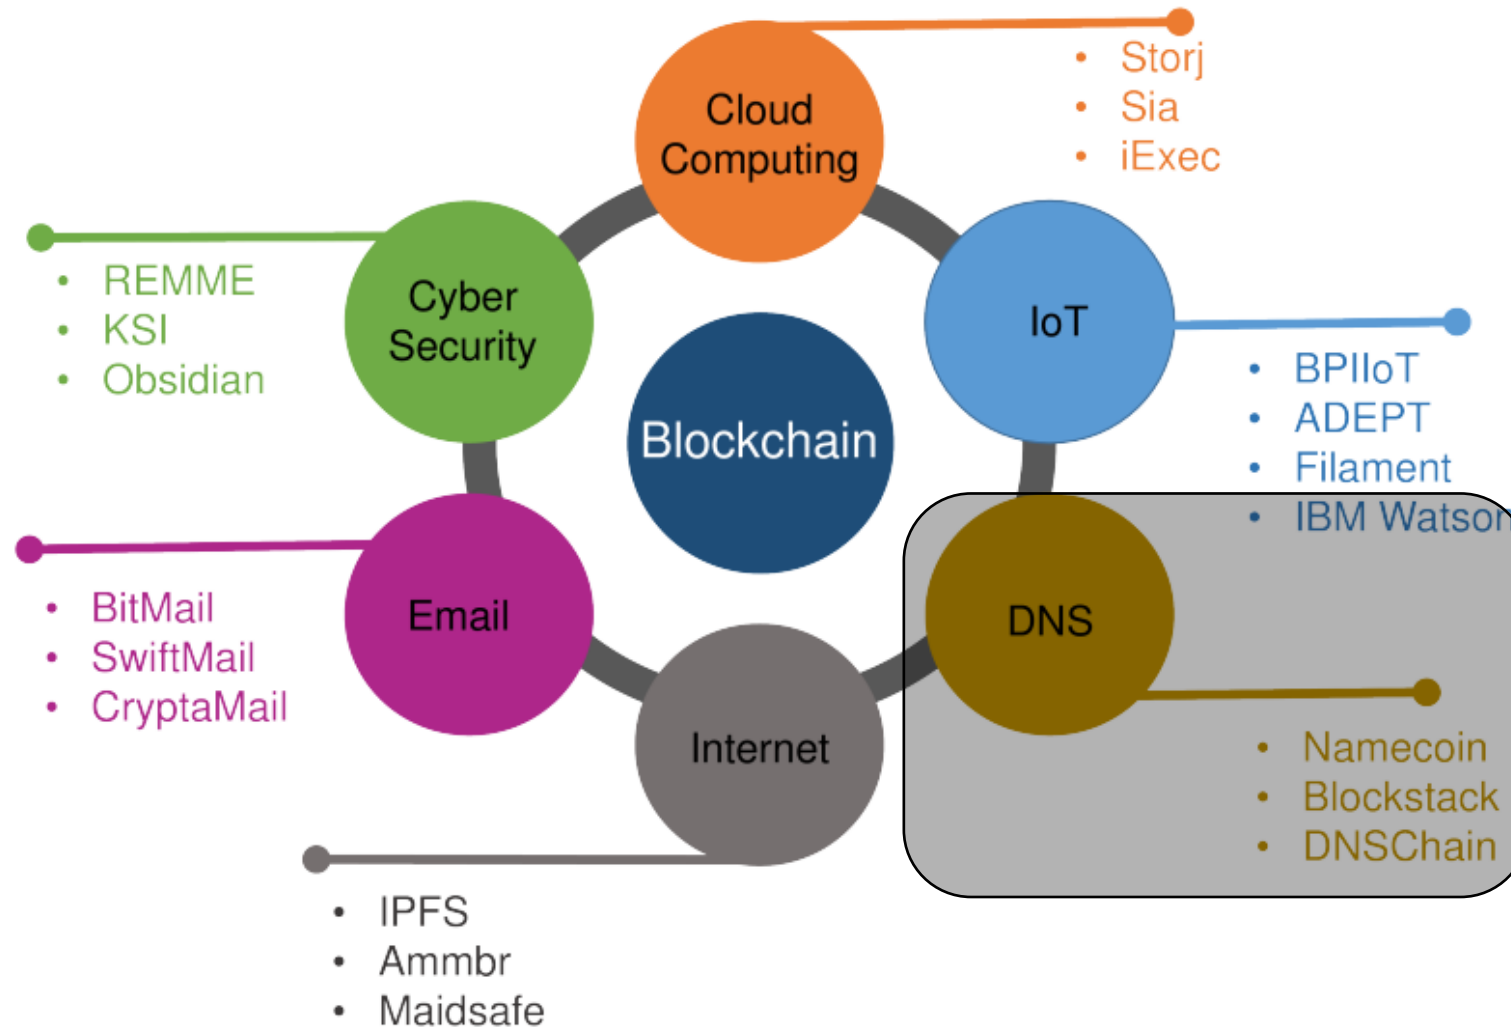 Cloud
Computing
• Storj
• Sia
• iExec
Cyber
Security
• REMME
• KSI
• Obsidian
IoT
• BPIIoT
• ADEPT
• Filament
• IBM Watson
Blockchain
Email
• BitMail
• SwiftMail
• CryptaMail
DNS
• Namecoin
• Blockstack
• DNSChain
Internet
• IPFS
• Ammbr
• Maidsafe